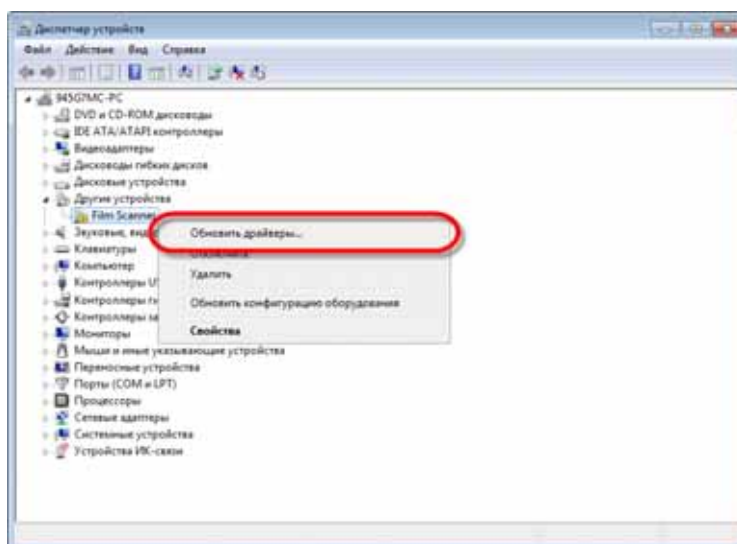 Диспетчер устройств
Файл Действие Вид Справка
945G7MC-PC
DVD и CD-ROM дисководы
IDE ATA/ATAPI контроллеры
Видеоадаптеры
Дисководы гибких дисков
Дисковые устройства
Другие устройства
Film Scanner
Звуковые,
Клавиатуры
Компьютер
Контроллеры
Контроллеры
Контроллеры
Мониторы
Мыши и иные указывающие устройства
Переносные устройства
Порты (COM и LPT)
Процессоры
Сетевые адаптеры
Системные устройства
Устройства ИК-связи
Обновить драйверы...
Отключить
Удалить
Обновить конфигурацию оборудования
Свойства